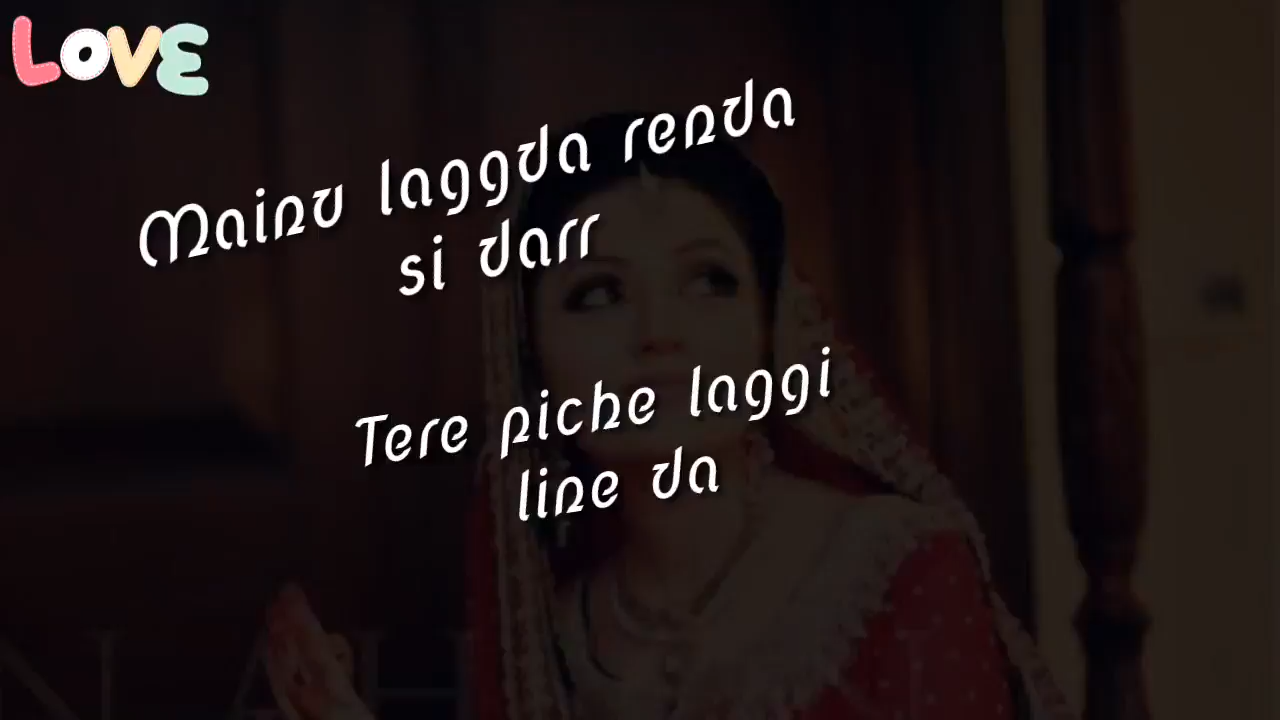 LOVE
Mainu laggda renda
si darr
Tere piche laggi
line da